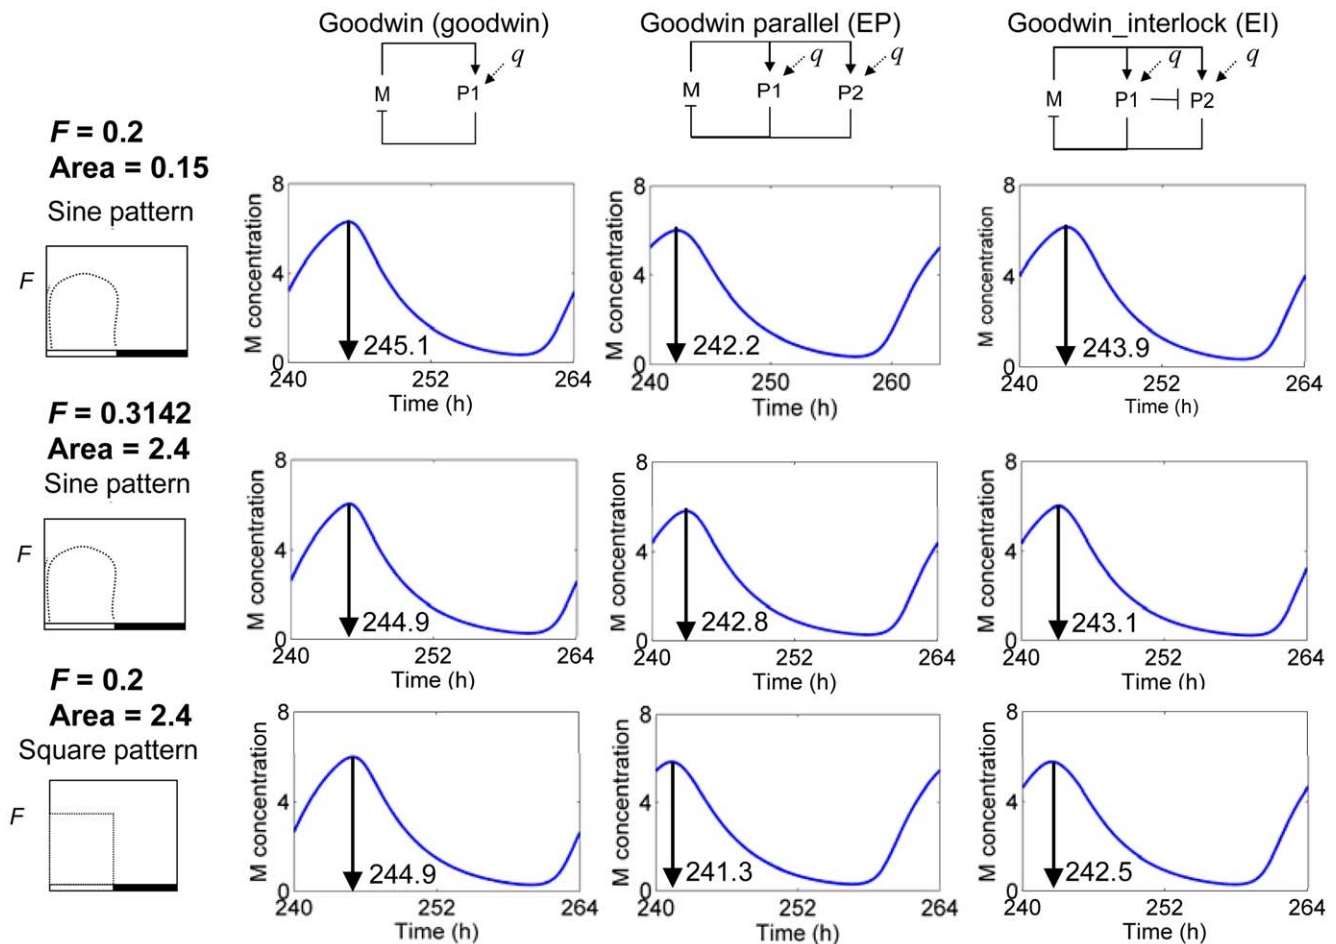 Goodwin (goodwin) Goodwin parallel (EP) Goodwin_interlock (EI)
q q q q q
M P1 M P1 P2 M P1 P2
F = 0.2
Area = 0.15
Sine pattern
F
M concentration M concentration M concentration
8 8 8
4 4 4
0 0 0
245.1 242.2 243.9
240 252 264 240 250 260 240 252 264
Time (h) Time (h) Time (h)
F = 0.3142
Area = 2.4
Sine pattern
F
M concentration M concentration M concentration
8 8 8
4 4 4
0 0 0
244.9 242.8 243.1
240 252 264 240 252 264 240 252 264
Time (h) Time (h) Time (h)
F = 0.2
Area = 2.4
Square pattern
F
M concentration M concentration M concentration
8 8 8
4 4 4
0 0 0
244.9 241.3 242.5
240 252 264 240 252 264 240 252 264
Time (h) Time (h) Time (h)